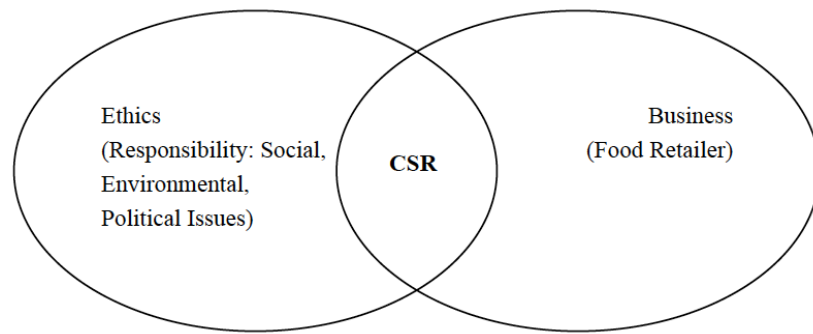 Ethics
(Responsibility: Social,
Environmental,
Political Issues)
CSR
Business
(Food Retailer)